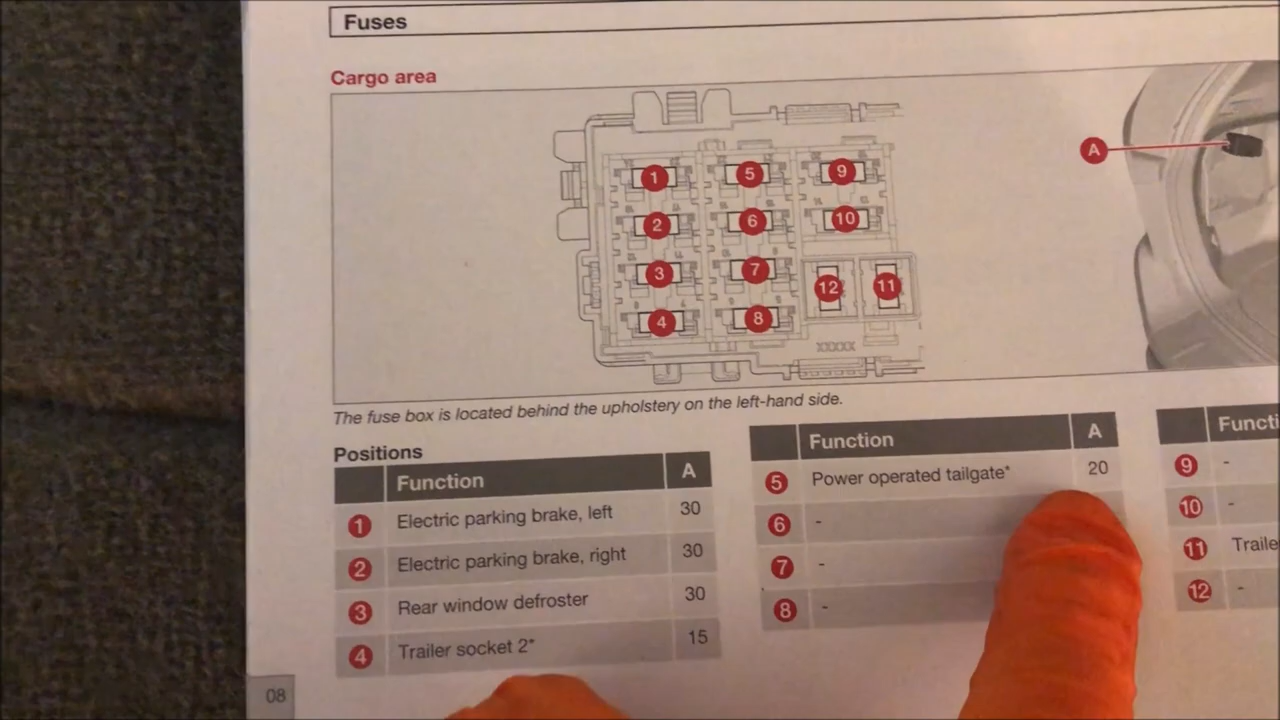 Fuses
Cargo area
A
1 5 9
2 6 10
3 7 12 11
4 8
XXXXX
The fuse box is located behind the upholstery on the left-hand side.
Positions
Function A
1 Electric parking brake, left 30
2 Electric parking brake, right 30
3 Rear window defroster 30
4 Trailer socket 2* 15
Function A
5 Power operated tailgate* 20
6 -
7 -
8 -
Functi
9 -
10 -
11 Traile
12 -
08